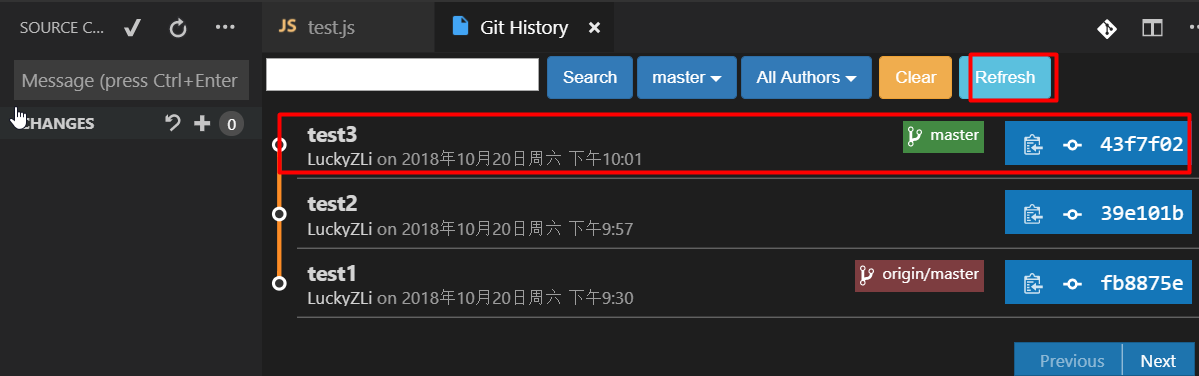 SOURCE C...
JS test.js
Git History
Message (press Ctrl+Enter
Search
master
All Authors
Clear
Refresh
CHANGES
0
test3
master
43f7f02
LuckyZLi on 2018年10月20日周六 下午10:01
test2
39e101b
LuckyZLi on 2018年10月20日周六 下午9:57
test1
origin/master
fb8875e
LuckyZLi on 2018年10月20日周六 下午9:30
Previous
Next